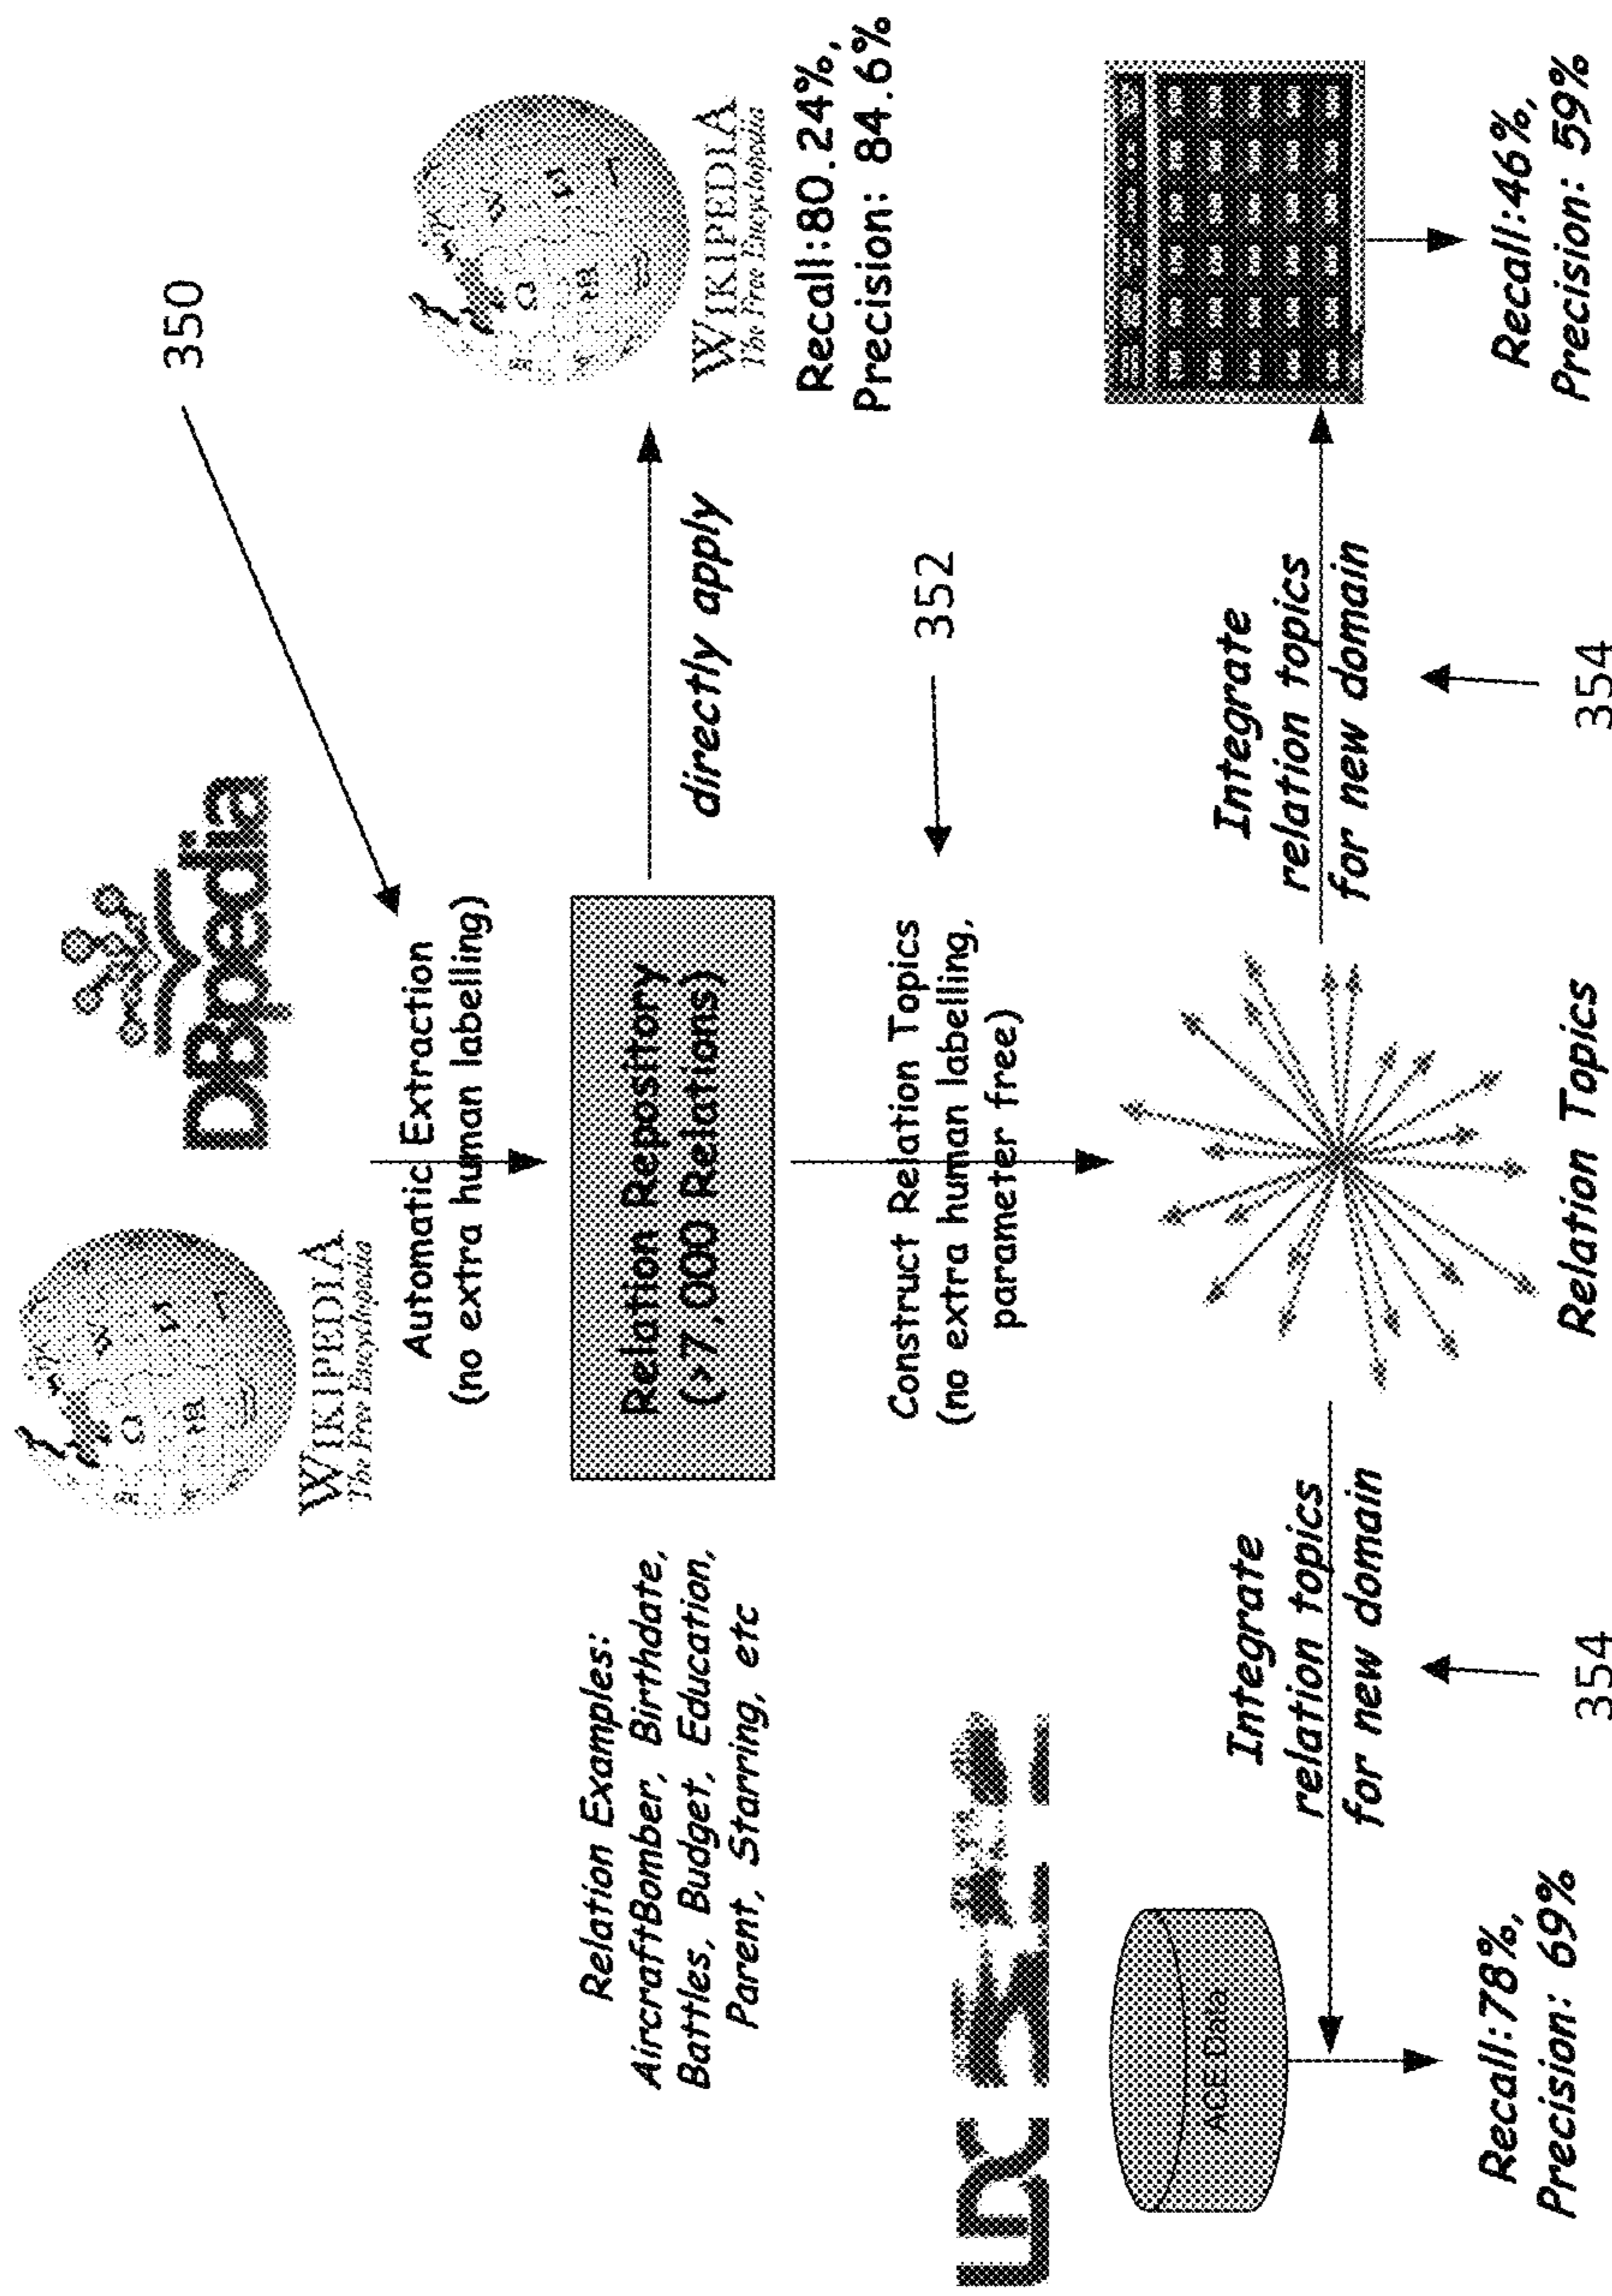 WIKIPEDIA
The Free Encyclopedia
DBpedia
350
Automatic Extraction
(no extra human labelling)
Relation Examples:
AircraftBomber, Birthdate,
Battles, Budget, Education,
Parent, Starring, etc
Relation Repository
(>7,000 Relations)
directly apply
WIKIPEDIA
The Free Encyclopedia
Recall:80.24%,
Precision: 84.6%
Construct Relation Topics
(no extra human labelling,
parameter free)
352
LDC
ACE Data
Integrate
relation topics
for new domain
354
Recall:78%,
Precision: 69%
Relation Topics
Integrate
relation topics
for new domain
354
Recall:46%,
Precision: 59%